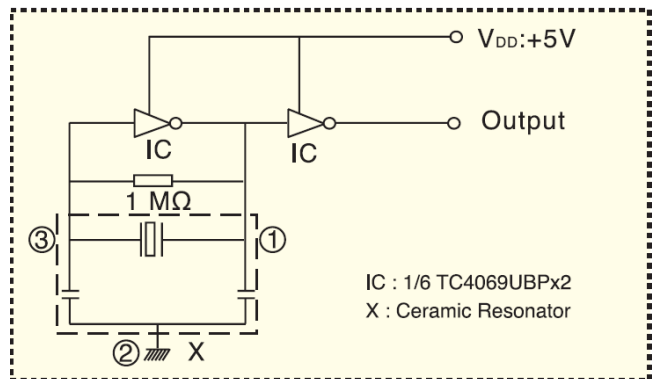 VDD:+5V
Output
IC
IC
1 MΩ
③
①
IC : 1/6 TC4069UBPx2
X : Ceramic Resonator
②
X